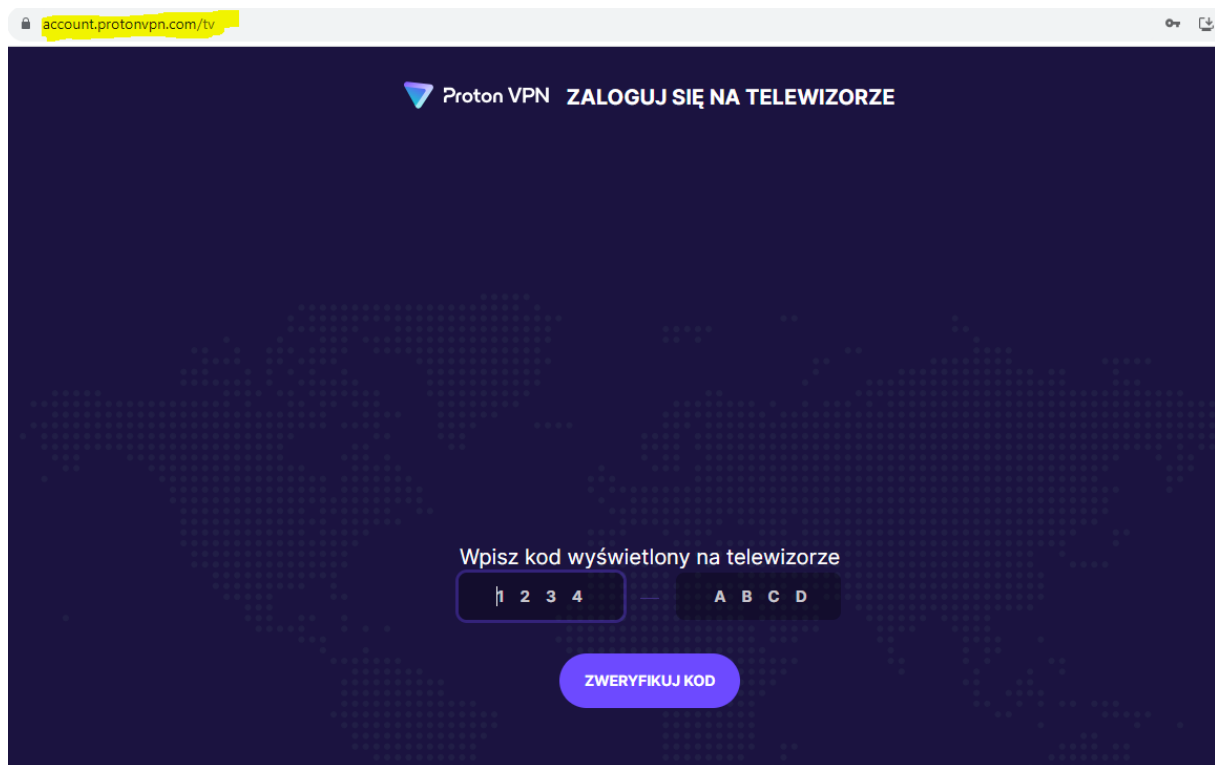 account.protonvpn.com/tv
Proton VPN ZALOGUJ SIĘ NA TELEWIZORZE
Wpisz kod wyświetlony na telewizorze
1 2 3 4 — A B C D
ZWERYFIKUJ KOD